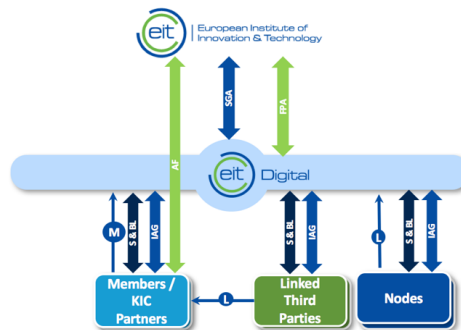 eit
European Institute of
Innovation & Technology
SGA
FPA
AF
eit Digital
M
S & BL
IAG
S & BL
IAG
L
S & BL
IAG
Members /
KIC
Partners
L
Linked
Third
Parties
Nodes